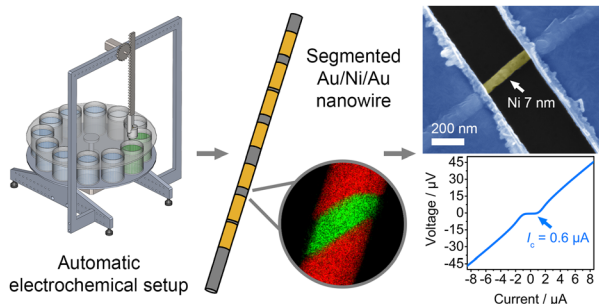 Automatic
electrochemical setup
Segmented
Au/Ni/Au
nanowire
Ni 7 nm
200 nm
Voltage / μV
45
30
15
0
-15
-30
-45
I_c = 0.6 μA
-8 -6 -4 -2 0 2 4 6 8
Current / μA